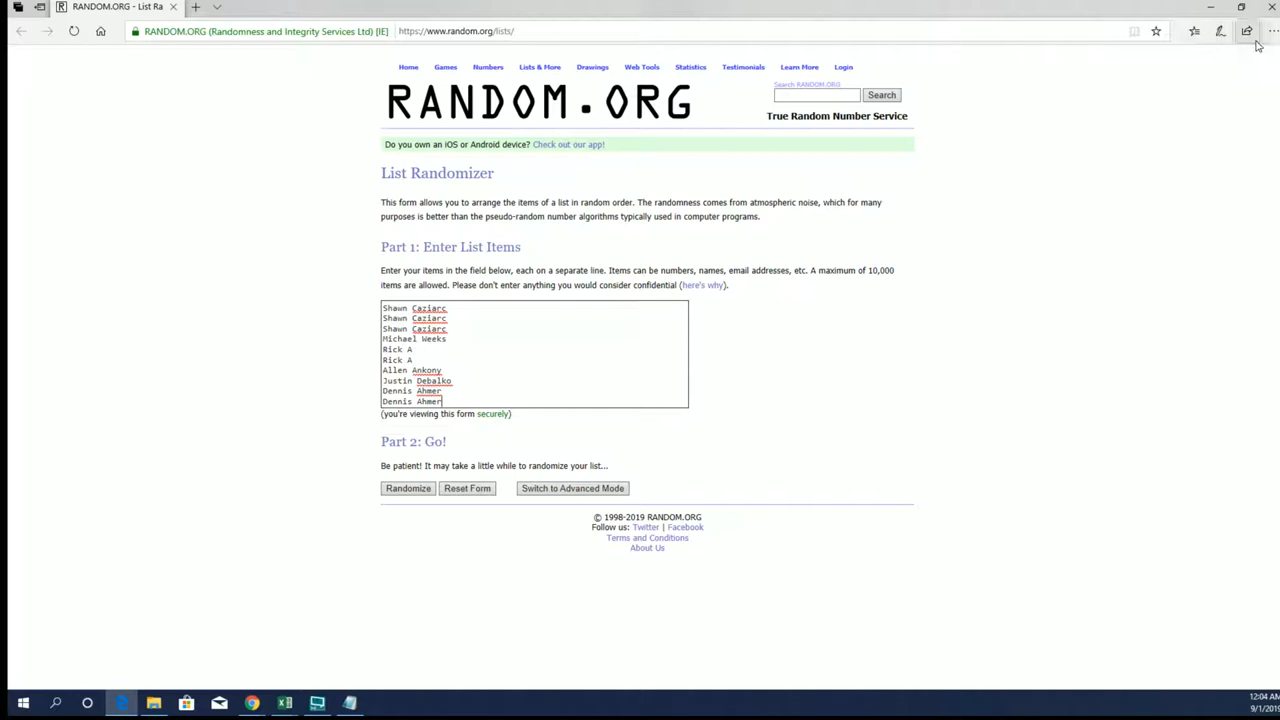 RANDOM.ORG - List Ra
RANDOM.ORG (Randomness and Integrity Services Ltd) [IE]
https://www.random.org/lists/
Home Games Numbers Lists & More Drawings Web Tools Statistics Testimonials Learn More Login
RANDOM.ORG
Search RANDOM.ORG
Search
True Random Number Service
Do you own an iOS or Android device? Check out our app!
List Randomizer
This form allows you to arrange the items of a list in random order. The randomness comes from atmospheric noise, which for many
purposes is better than the pseudo-random number algorithms typically used in computer programs.
Part 1: Enter List Items
Enter your items in the field below, each on a separate line. Items can be numbers, names, email addresses, etc. A maximum of 10,000
items are allowed. Please don't enter anything you would consider confidential (here's why).
Shawn Caziarc
Shawn Caziarc
Shawn Caziarc
Michael Weeks
Rick A
Rick A
Allen Ankony
Justin Debalko
Dennis Ahmer
Dennis Ahmer
(you're viewing this form securely)
Part 2: Go!
Be patient! It may take a little while to randomize your list...
Randomize Reset Form Switch to Advanced Mode
© 1998-2019 RANDOM.ORG
Follow us: Twitter | Facebook
Terms and Conditions
About Us
12:04 AM
9/1/2019